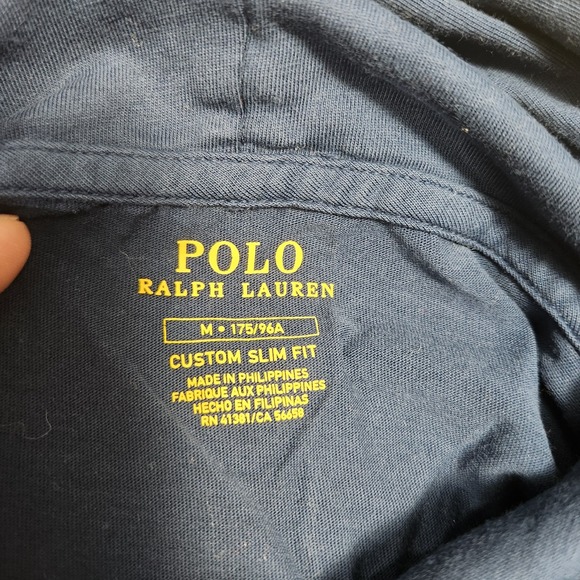 POLO
RALPH LAUREN
M • 175/96A
CUSTOM SLIM FIT
MADE IN PHILIPPINES
FABRIQUE AUX PHILIPPINES
HECHO EN FILIPINAS
RN 41381/CA 56658